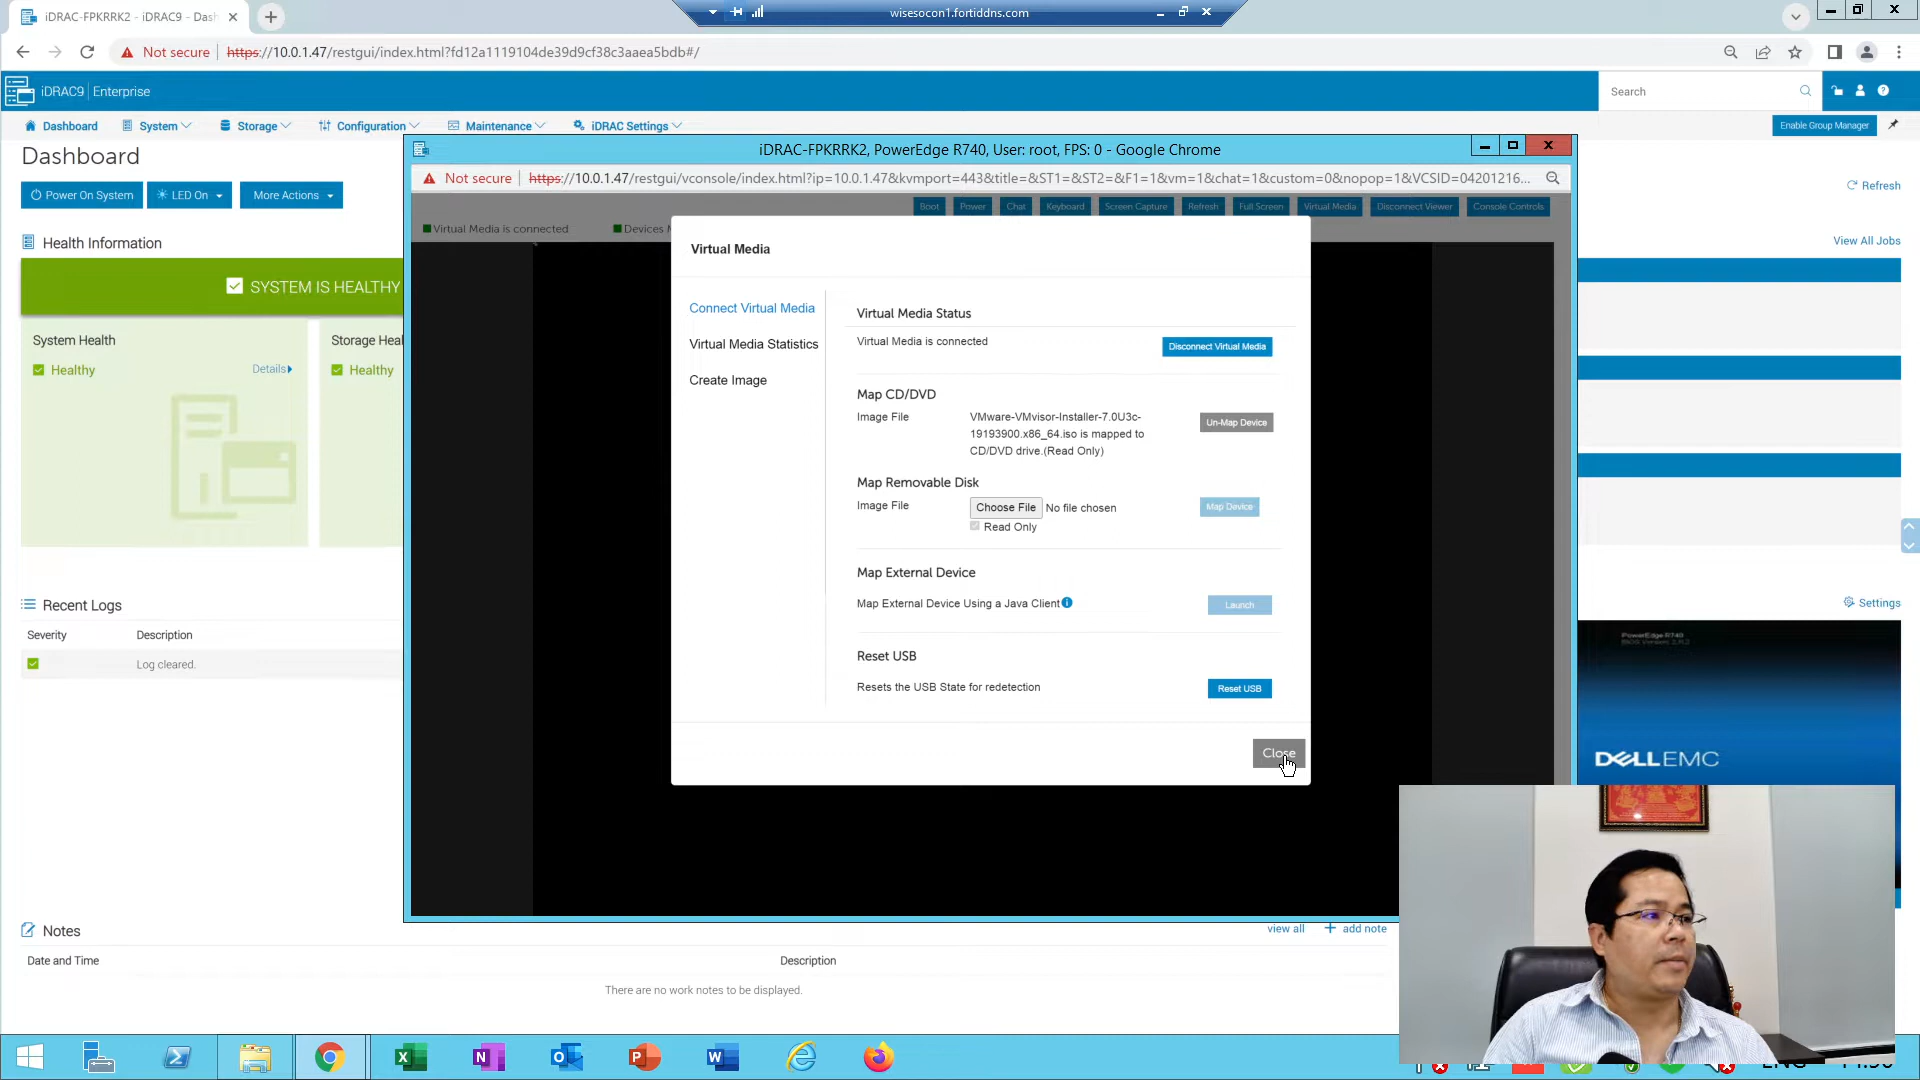 iDRAC-FPKRRK2 - iDRAC9 - Dash
wisesocon1.fortiddns.com
Not secure https://10.0.1.47/restgui/index.html?fd12a1119104de39d9cf38c3aaea5bdb#/
iDRAC9 | Enterprise
Search
Dashboard System Storage Configuration Maintenance iDRAC Settings
Enable Group Manager
Dashboard
Power On System LED On More Actions
Refresh
Health Information
View All Jobs
SYSTEM IS HEALTHY
System Health
Healthy
Details
Storage Heal
Healthy
Recent Logs
Severity Description
Log cleared.
Settings
iDRAC-FPKRRK2, PowerEdge R740, User: root, FPS: 0 - Google Chrome
Not secure https://10.0.1.47/restgui/vconsole/index.html?ip=10.0.1.47&kvmport=443&title=&ST1=&ST2=&F1=1&vm=1&chat=1&custom=0&nopop=1&VCSID=04201216...
Boot Power Chat Keyboard Screen Capture Refresh Full Screen Virtual Media Disconnect Viewer Console Controls
Virtual Media is connected Devices M
Virtual Media
Connect Virtual Media
Virtual Media Statistics
Create Image
Virtual Media Status
Virtual Media is connected
Disconnect Virtual Media
Map CD/DVD
Image File
VMware-VMvisor-Installer-7.0U3c-
19193900.x86_64.iso is mapped to
CD/DVD drive.(Read Only)
Un-Map Device
Map Removable Disk
Image File
Choose File No file chosen
Read Only
Map Device
Map External Device
Map External Device Using a Java Client
Launch
Reset USB
Resets the USB State for redetection
Reset USB
Close
PowerEdge R740
DELLEMC
Notes
view all + add note
Date and Time Description
There are no work notes to be displayed.